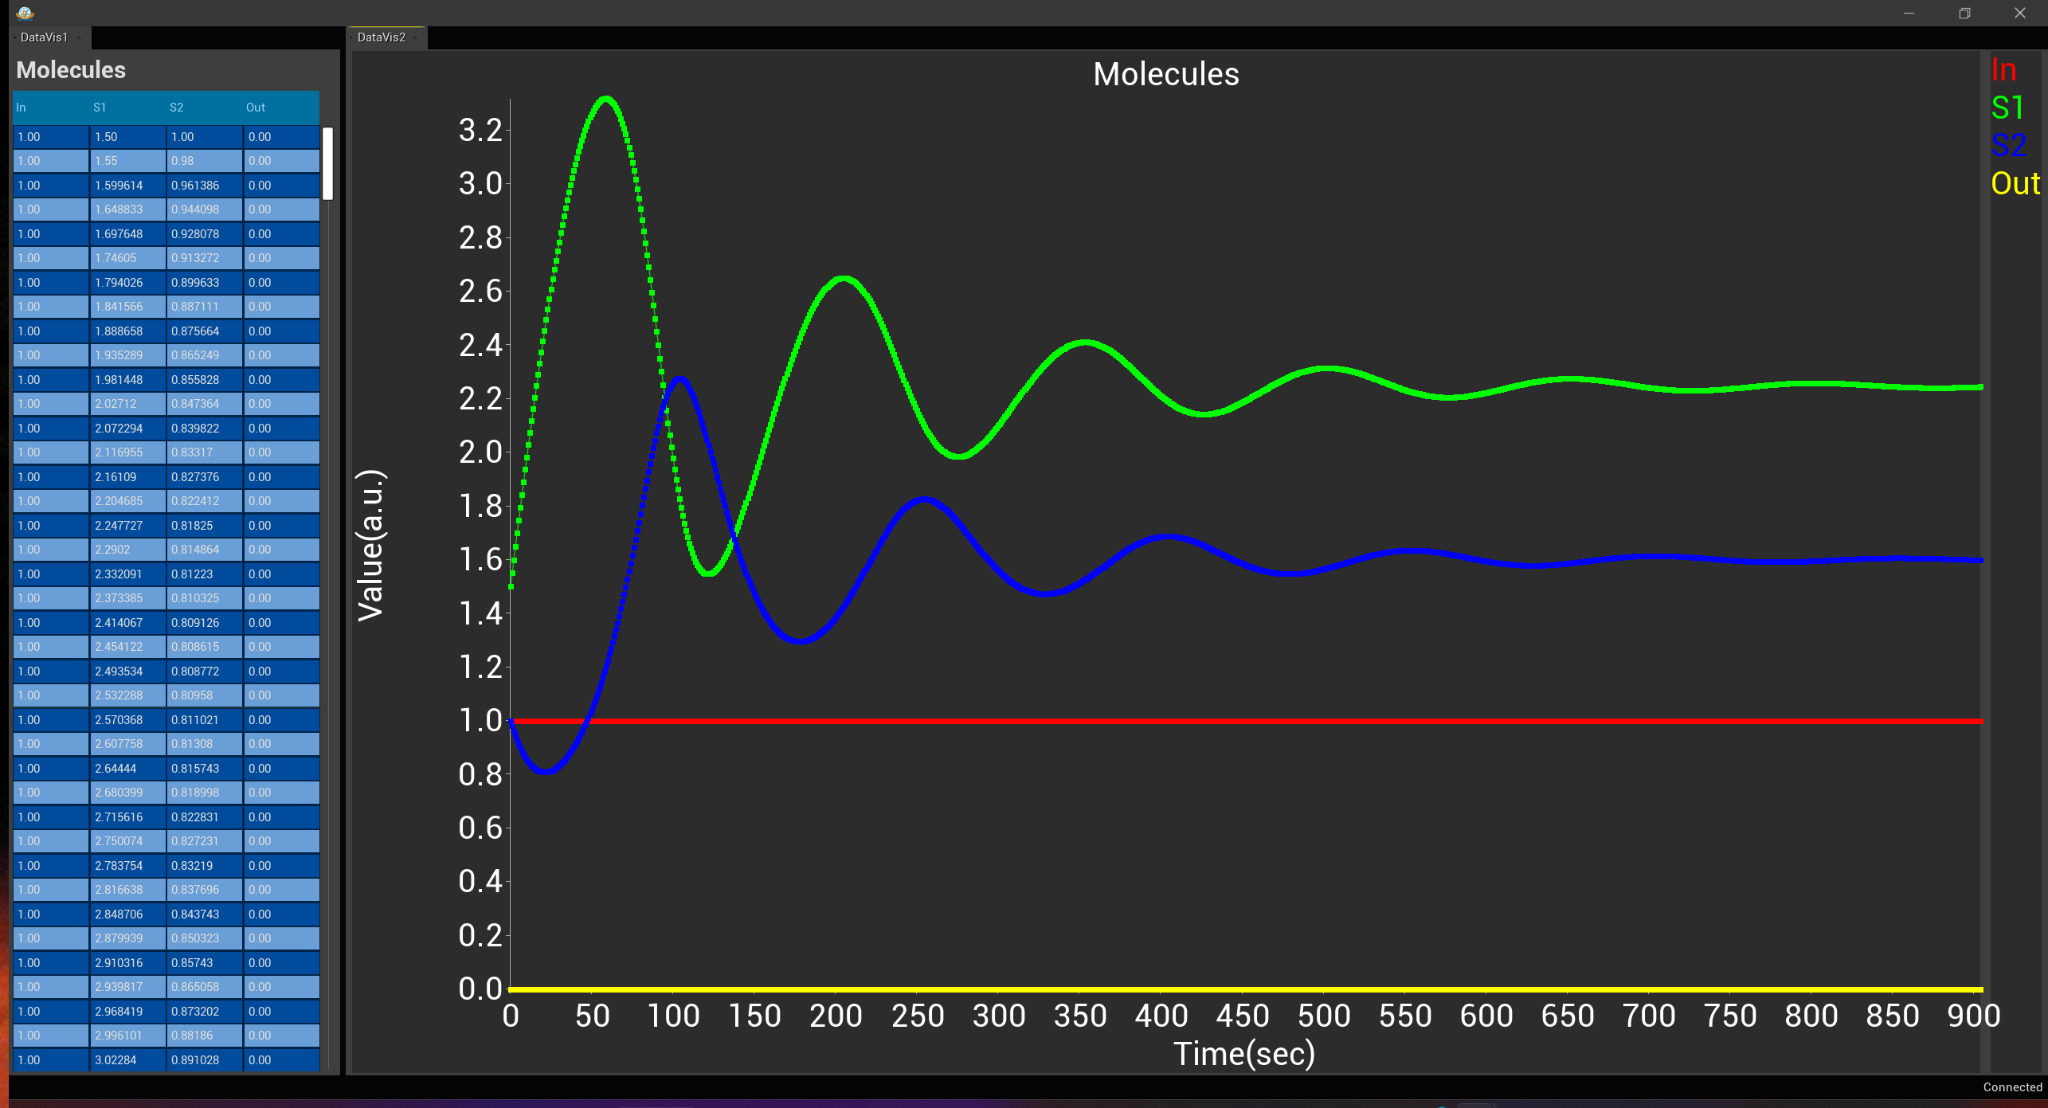 DataVis1
Molecules
In S1 S2 Out
1.00 1.50 1.00 0.00
1.00 1.55 0.98 0.00
1.00 1.599614 0.961386 0.00
1.00 1.648833 0.944098 0.00
1.00 1.697648 0.928078 0.00
1.00 1.74605 0.913272 0.00
1.00 1.794026 0.899633 0.00
1.00 1.841566 0.887111 0.00
1.00 1.888658 0.875664 0.00
1.00 1.935289 0.865249 0.00
1.00 1.981448 0.855828 0.00
1.00 2.02712 0.847364 0.00
1.00 2.072294 0.839822 0.00
1.00 2.116955 0.83317 0.00
1.00 2.16109 0.827376 0.00
1.00 2.204685 0.822412 0.00
1.00 2.247727 0.81825 0.00
1.00 2.2902 0.814864 0.00
1.00 2.332091 0.81223 0.00
1.00 2.373385 0.810325 0.00
1.00 2.414067 0.809126 0.00
1.00 2.454122 0.808615 0.00
1.00 2.493534 0.808772 0.00
1.00 2.532288 0.80958 0.00
1.00 2.570368 0.811021 0.00
1.00 2.607758 0.81308 0.00
1.00 2.64444 0.815743 0.00
1.00 2.680399 0.818998 0.00
1.00 2.715616 0.822831 0.00
1.00 2.750074 0.827231 0.00
1.00 2.783754 0.83219 0.00
1.00 2.816638 0.837696 0.00
1.00 2.848706 0.843743 0.00
1.00 2.879939 0.850323 0.00
1.00 2.910316 0.85743 0.00
1.00 2.939817 0.865058 0.00
1.00 2.968419 0.873202 0.00
1.00 2.996101 0.88186 0.00
1.00 3.02284 0.891028 0.00
DataVis2
Molecules
Value(a.u.)
3.2
3.0
2.8
2.6
2.4
2.2
2.0
1.8
1.6
1.4
1.2
1.0
0.8
0.6
0.4
0.2
0.0
0 50 100 150 200 250 300 350 400 450 500 550 600 650 700 750 800 850 900
Time(sec)
In
S1
S2
Out
Connected